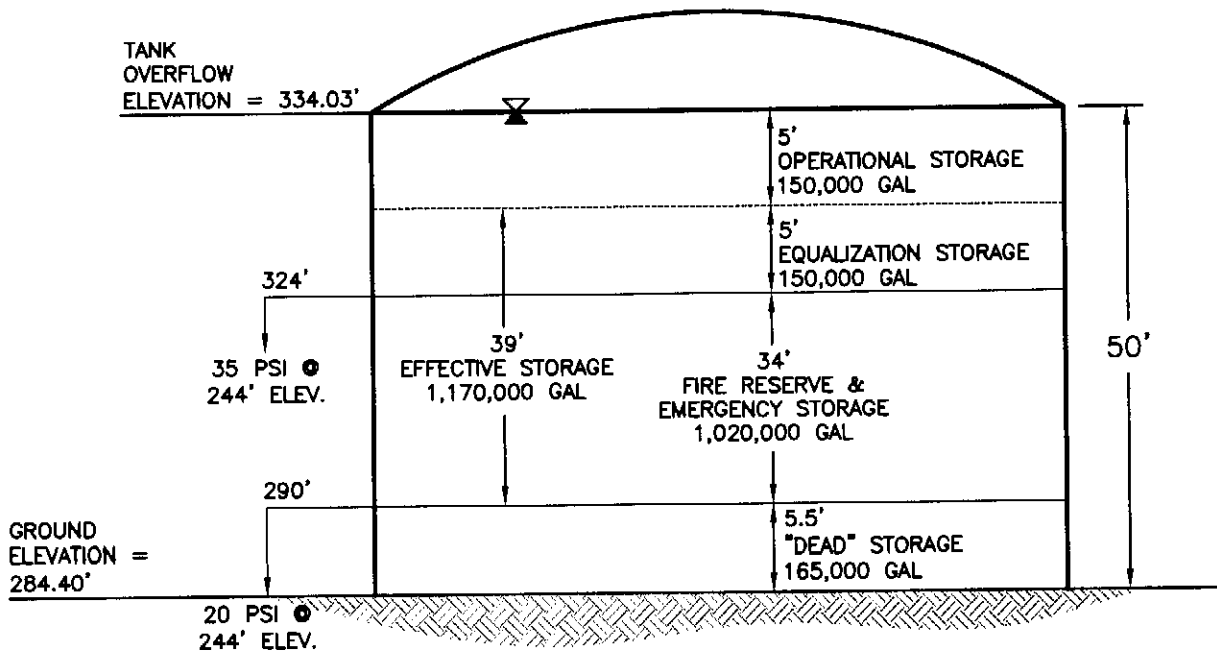 TANK
OVERFLOW
ELEVATION = 334.03'
5'
OPERATIONAL STORAGE
150,000 GAL
5'
EQUALIZATION STORAGE
150,000 GAL
324'
35 PSI @
244' ELEV.
39'
EFFECTIVE STORAGE
1,170,000 GAL
34'
FIRE RESERVE &
EMERGENCY STORAGE
1,020,000 GAL
50'
290'
GROUND
ELEVATION =
284.40'
5.5'
"DEAD" STORAGE
165,000 GAL
20 PSI @
244' ELEV.